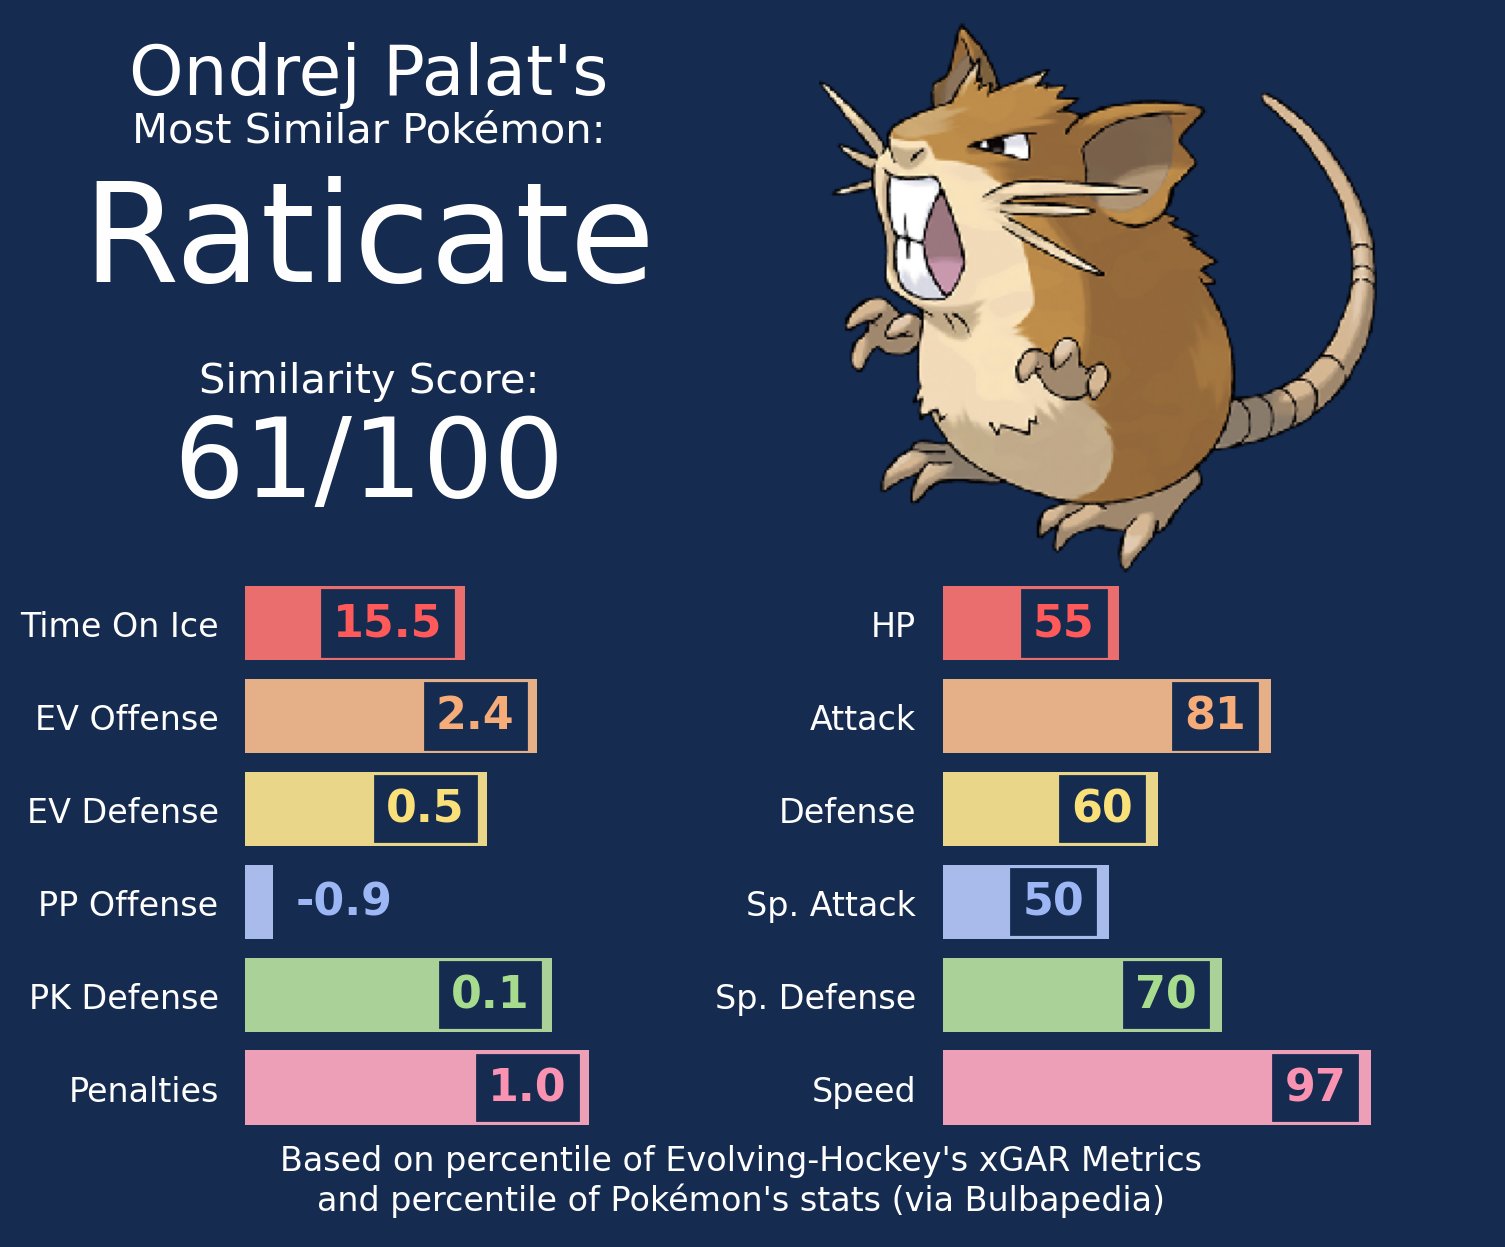 Ondrej Palat's
Most Similar Pokémon:
Raticate
Similarity Score:
61/100
Time On Ice 15.5
EV Offense 2.4
EV Defense 0.5
PP Offense -0.9
PK Defense 0.1
Penalties 1.0
HP 55
Attack 81
Defense 60
Sp. Attack 50
Sp. Defense 70
Speed 97
Based on percentile of Evolving-Hockey's xGAR Metrics
and percentile of Pokémon's stats (via Bulbapedia)